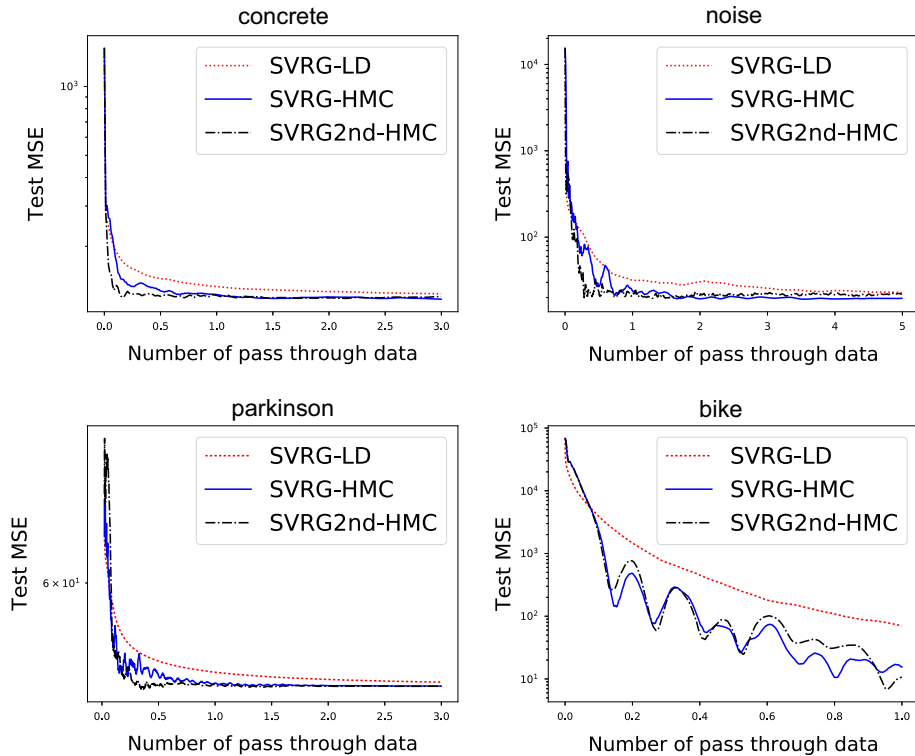 concrete
10³
Test MSE
SVRG-LD
SVRG-HMC
SVRG2nd-HMC
0.0 0.5 1.0 1.5 2.0 2.5 3.0
Number of pass through data
noise
10⁴
10³
10²
Test MSE
SVRG-LD
SVRG-HMC
SVRG2nd-HMC
0 1 2 3 4 5
Number of pass through data
parkinson
6 × 10¹
Test MSE
SVRG-LD
SVRG-HMC
SVRG2nd-HMC
0.0 0.5 1.0 1.5 2.0 2.5 3.0
Number of pass through data
bike
10⁵
10⁴
10³
10²
10¹
Test MSE
SVRG-LD
SVRG-HMC
SVRG2nd-HMC
0.0 0.2 0.4 0.6 0.8 1.0
Number of pass through data